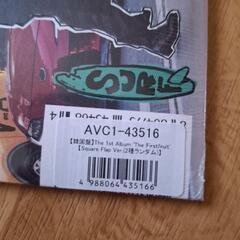 SURF
AVC1-43516
【韓国盤】The 1st Album 'The Firstfruit'
【Square Flap Ver.(2種ランダム)】
4 988064 435166